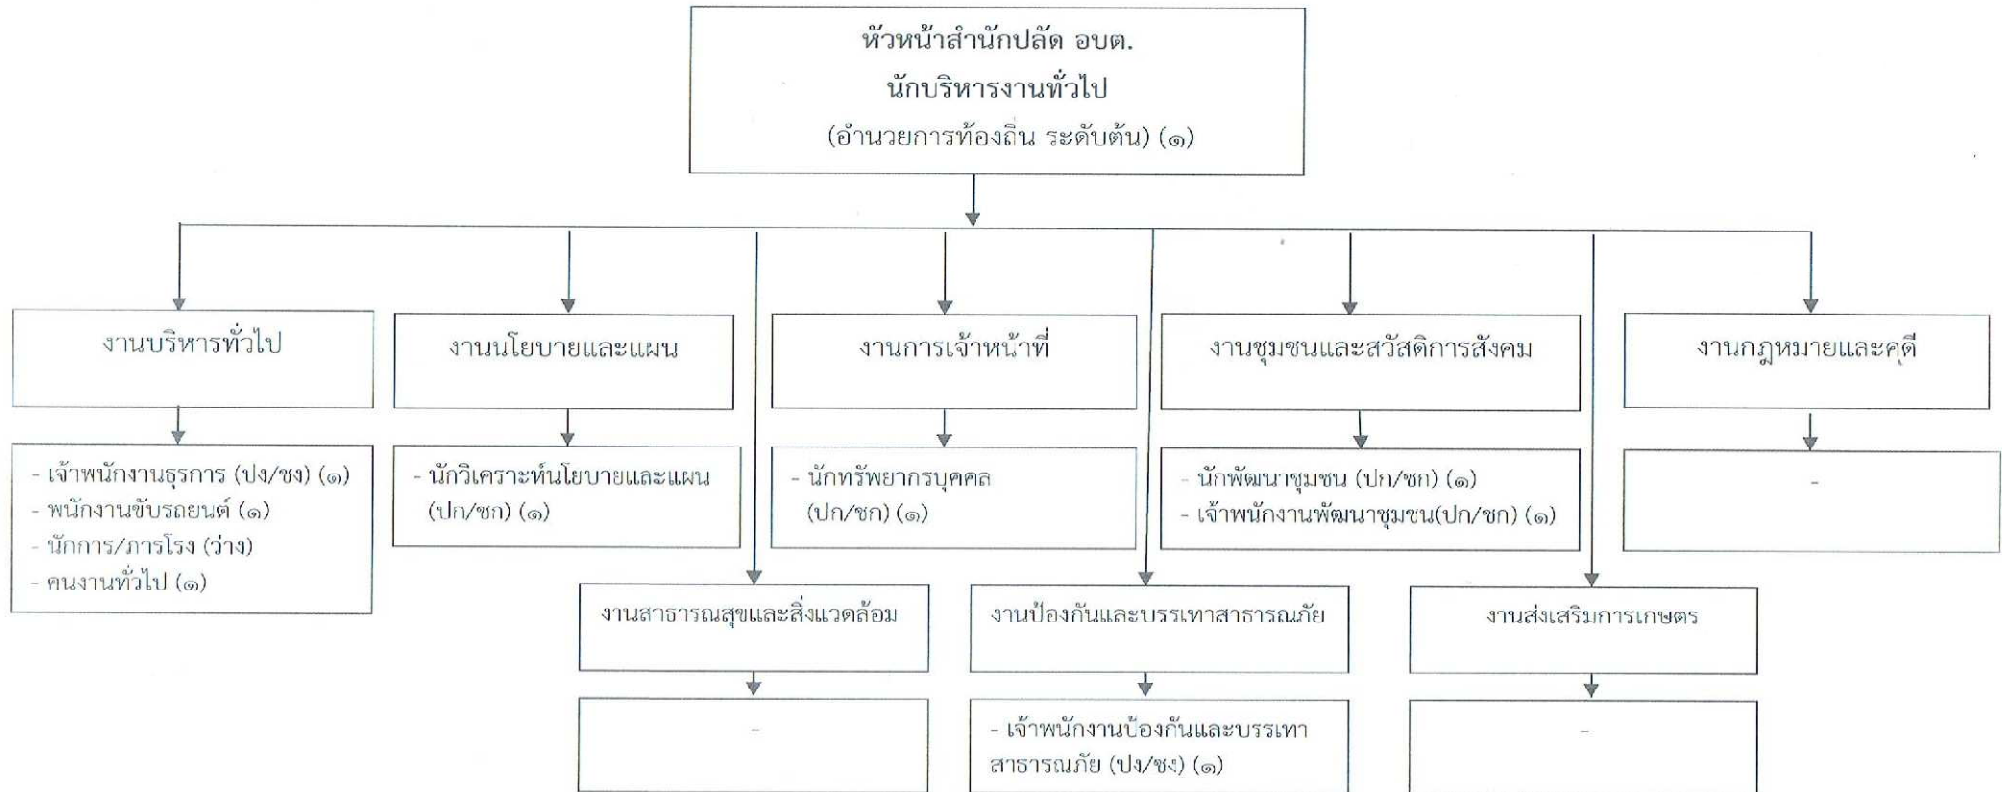 หัวหน้าสำนักปลัด อบต.
นักบริหารงานทั่วไป
(อำนวยการท้องถิ่น ระดับต้น) (๑)
งานบริหารทั่วไป
- เจ้าพนักงานธุรการ (ปง/ชง) (๑)
- พนักงานขับรถยนต์ (๑)
- นักการ/ภารโรง (ว่าง)
- คนงานทั่วไป (๑)
งานนโยบายและแผน
- นักวิเคราะห์นโยบายและแผน
(ปก/ชก) (๑)
งานการเจ้าหน้าที่
- นักทรัพยากรบุคคล
(ปก/ชก) (๑)
งานชุมชนและสวัสดิการสังคม
- นักพัฒนาชุมชน (ปก/ชก) (๑)
- เจ้าพนักงานพัฒนาชุมชน(ปก/ชก) (๑)
งานกฎหมายและคดี
-
งานสาธารณสุขและสิ่งแวดล้อม
-
งานป้องกันและบรรเทาสาธารณภัย
- เจ้าพนักงานป้องกันและบรรเทา
สาธารณภัย (ปง/ชง) (๑)
งานส่งเสริมการเกษตร
-